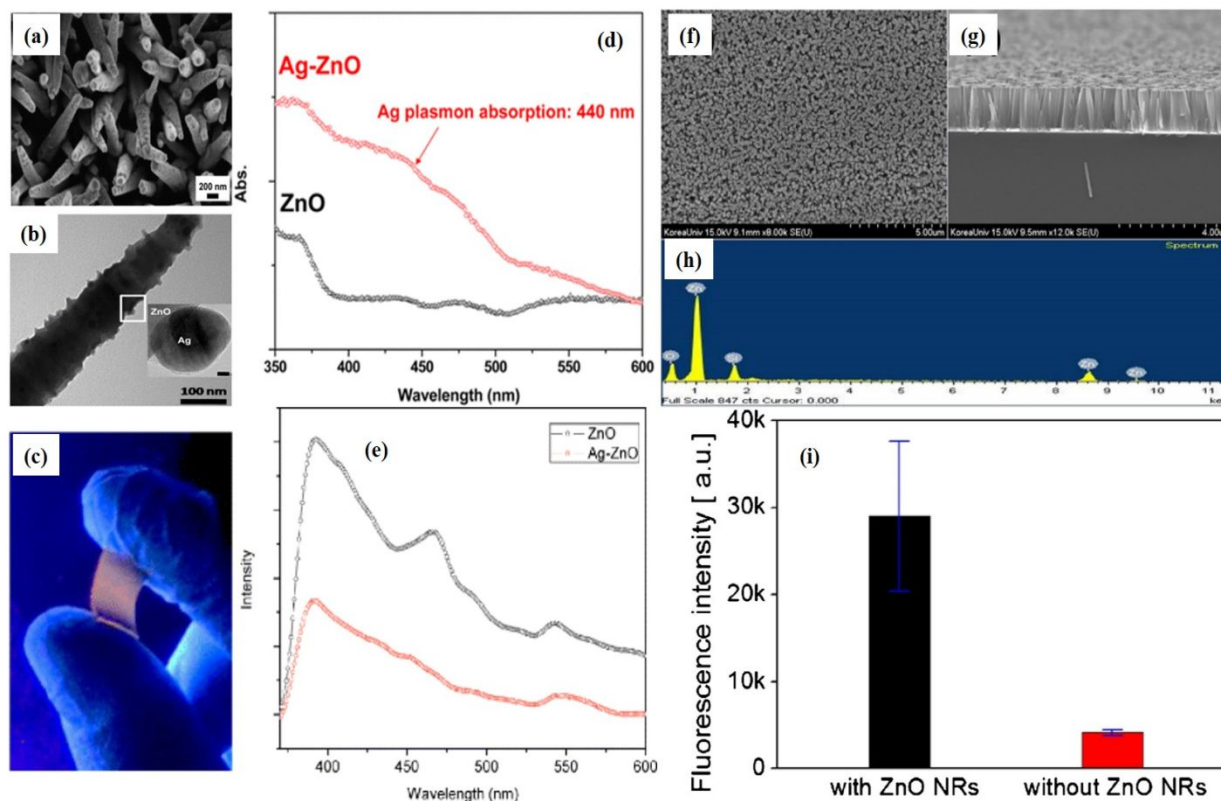 (a)
200 nm
(b)
ZnO
Ag
100 nm
(c)
(d)
Ag-ZnO
Ag plasmon absorption: 440 nm
ZnO
Abs.
350 400 450 500 550 600
Wavelength (nm)
(e)
ZnO
Ag-ZnO
Intensity
400 450 500 550 600
Wavelength (nm)
(f)
KoreaUniv 15.0kV 9.1mm x8.00k SE(U) 5.00um
(g)
KoreaUniv 15.0kV 9.5mm x12.0k SE(U) 4.00u
(h)
Spectrum
Zn
Zn
Zn
1 2 3 4 5 6 7 8 9 10 11
Full Scale 847 cts Cursor: 0.000
ke
(i)
Fluorescence intensity [ a.u.]
40k
30k
20k
10k
0
with ZnO NRs
without ZnO NRs